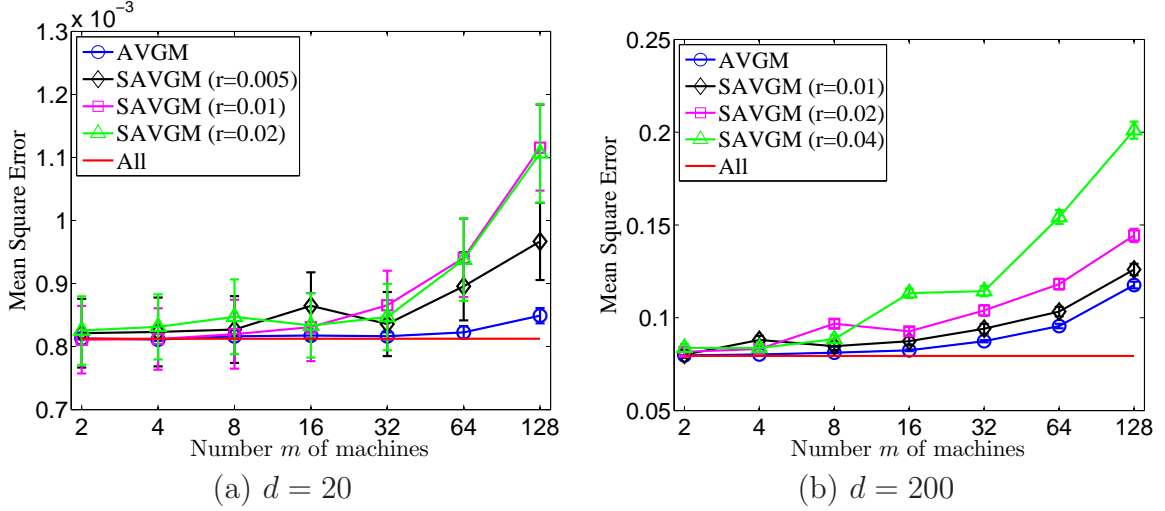 x 10⁻³
1.3
1.2
1.1
1
0.9
0.8
0.7
Mean Square Error
AVGM
SAVGM (r=0.005)
SAVGM (r=0.01)
SAVGM (r=0.02)
All
2 4 8 16 32 64 128
Number m of machines
(a) d = 20
0.25
0.2
0.15
0.1
0.05
Mean Square Error
AVGM
SAVGM (r=0.01)
SAVGM (r=0.02)
SAVGM (r=0.04)
All
2 4 8 16 32 64 128
Number m of machines
(b) d = 200